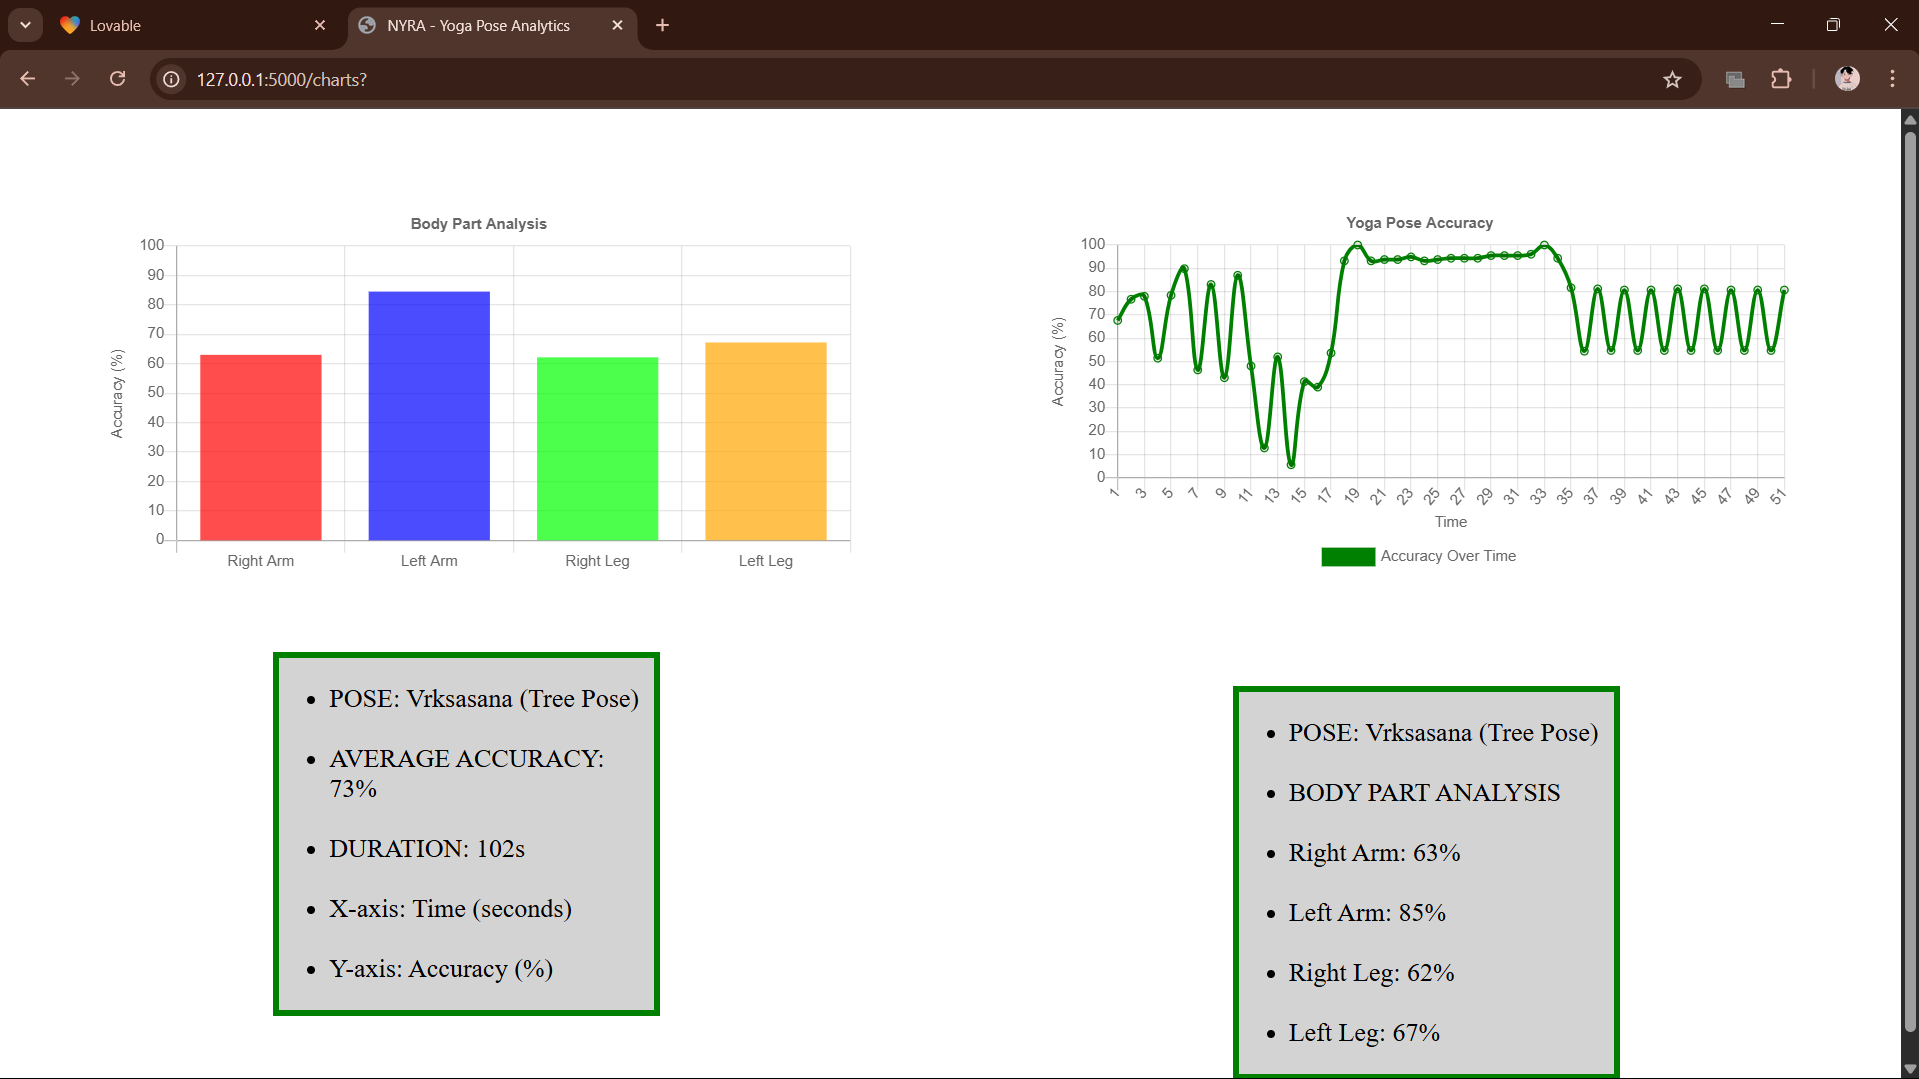 Lovable
NYRA - Yoga Pose Analytics
127.0.0.1:5000/charts?
Body Part Analysis
100
90
80
70
60
50
40
30
20
10
0
Accuracy (%)
Right Arm
Left Arm
Right Leg
Left Leg
Yoga Pose Accuracy
100
90
80
70
60
50
40
30
20
10
0
Accuracy (%)
1 3 5 7 9 11 13 15 17 19 21 23 25 27 29 31 33 35 37 39 41 43 45 47 49 51
Time
Accuracy Over Time
• POSE: Vrksasana (Tree Pose)
• AVERAGE ACCURACY:
73%
• DURATION: 102s
• X-axis: Time (seconds)
• Y-axis: Accuracy (%)
• POSE: Vrksasana (Tree Pose)
• BODY PART ANALYSIS
• Right Arm: 63%
• Left Arm: 85%
• Right Leg: 62%
• Left Leg: 67%